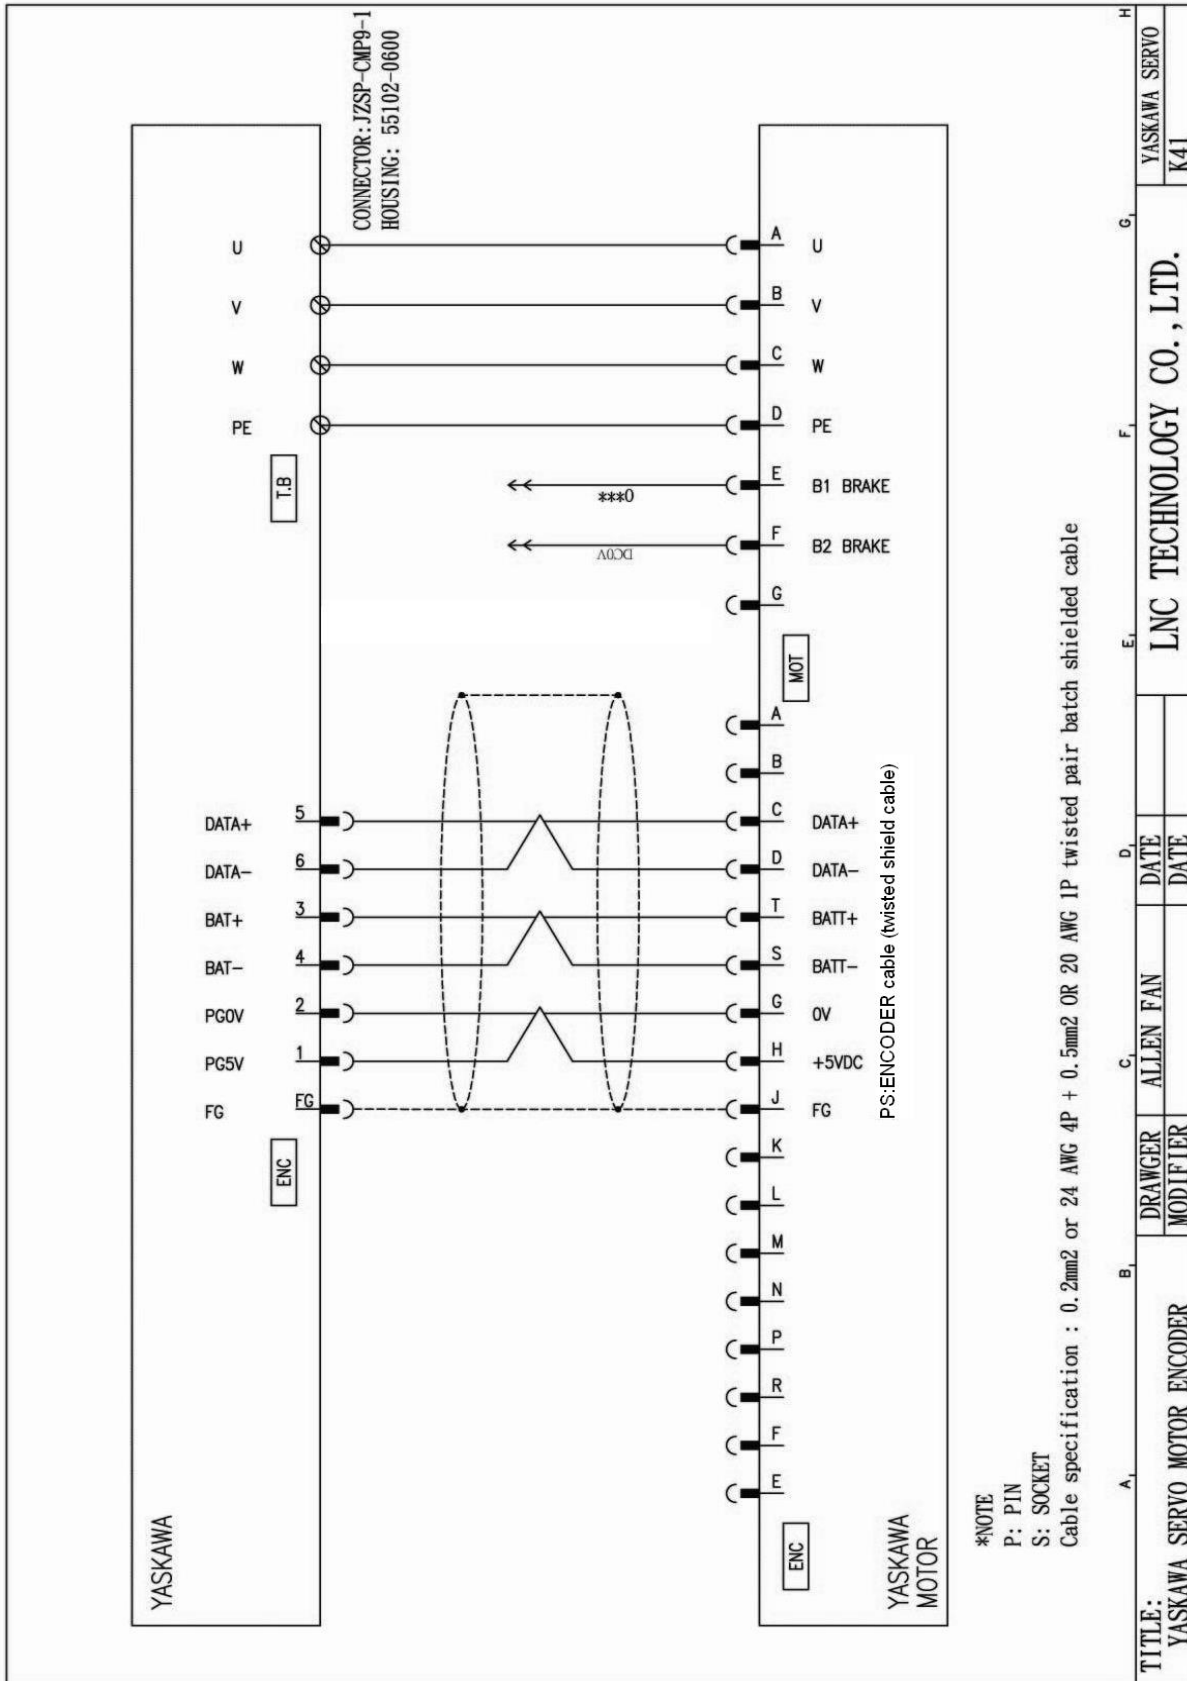 YASKAWA
CONNECTOR:JZSP-CMP9-1
HOUSING: 55102-0600
U
V
W
PE
T.B
DATA+
DATA-
BAT+
BAT-
PG0V
PG5V
FG
ENC
5
6
3
4
2
1
FG
0***
DC0V
A
B
C
D
E
F
G
U
V
W
PE
B1 BRAKE
B2 BRAKE
MOT
A
B
C
D
T
S
G
H
J
K
L
M
N
P
R
F
E
DATA+
DATA-
BATT+
BATT-
0V
+5VDC
FG
PS:ENCODER cable (twisted shield cable)
ENC
YASKAWA
MOTOR
*NOTE
P: PIN
S: SOCKET
Cable specification : 0.2mm2 or 24 AWG 4P + 0.5mm2 OR 20 AWG 1P twisted pair batch shielded cable
A
B
C
D
E
F
G
H
TITLE:
YASKAWA SERVO MOTOR ENCODER
DRAWGER
ALLEN FAN
DATE
MODIFIER
DATE
LNC TECHNOLOGY CO.,LTD.
YASKAWA SERVO
K41